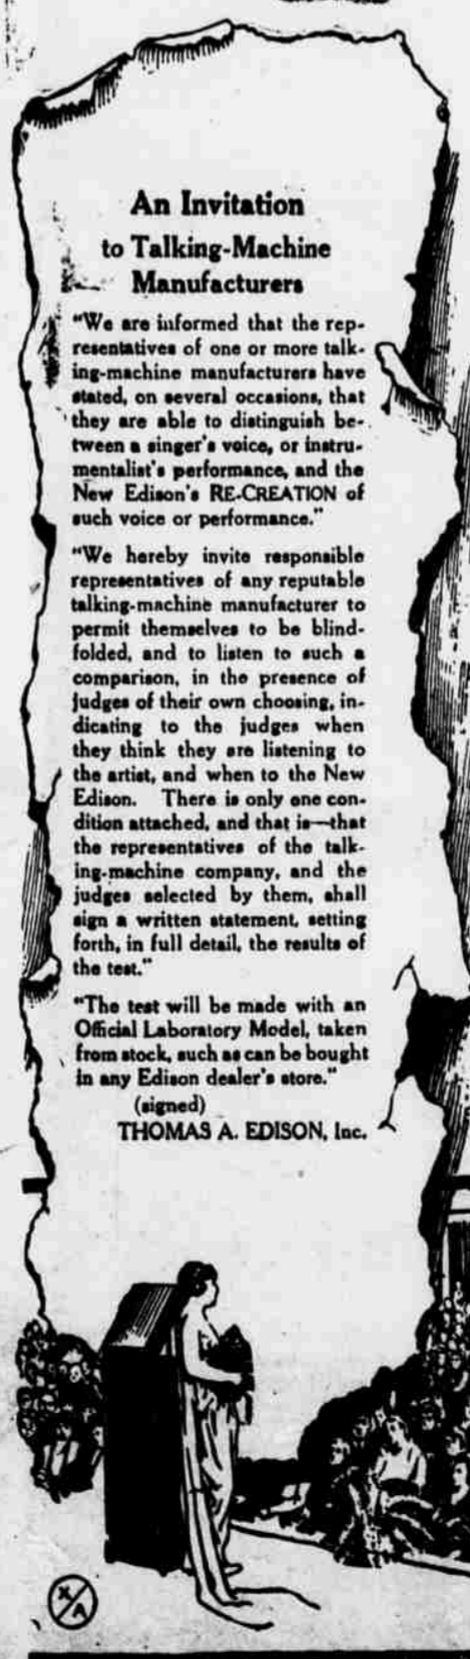 An Invitation
to Talking-Machine
Manufacturers
"We are informed that the rep-
resentatives of one or more talk-
ing-machine manufacturers have
stated, on several occasions, that
they are able to distinguish be-
tween a singer's voice, or instru-
mentalist's performance, and the
New Edison's RE-CREATION of
such voice or performance."
"We hereby invite responsible
representatives of any reputable
talking-machine manufacturer to
permit themselves to be blind-
folded, and to listen to such a
comparison, in the presence of
judges of their own choosing, in-
dicating to the judges when
they think they are listening to
the artist, and when to the New
Edison. There is only one con-
dition attached, and that is—that
the representatives of the talk-
ing-machine company, and the
judges selected by them, shall
sign a written statement, setting
forth, in full detail, the results of
the test."
"The test will be made with an
Official Laboratory Model, taken
from stock, such as can be bought
in any Edison dealer's store."
(signed)
THOMAS A. EDISON, Inc.
X/A